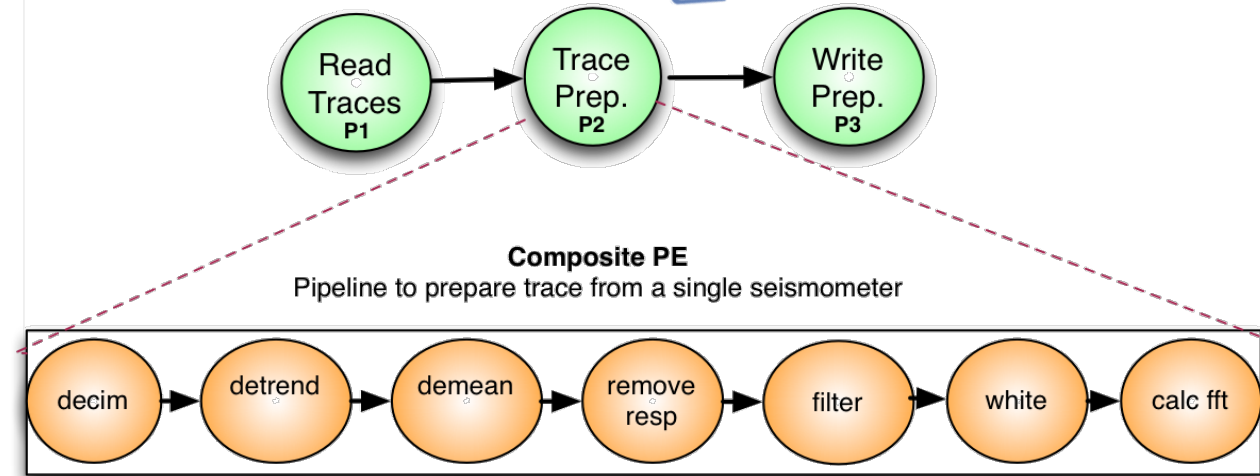 Read
Traces
P1
Trace
Prep.
P2
Write
Prep.
P3
Composite PE
Pipeline to prepare trace from a single seismometer
decim
detrend
demean
remove
resp
filter
white
calc fft